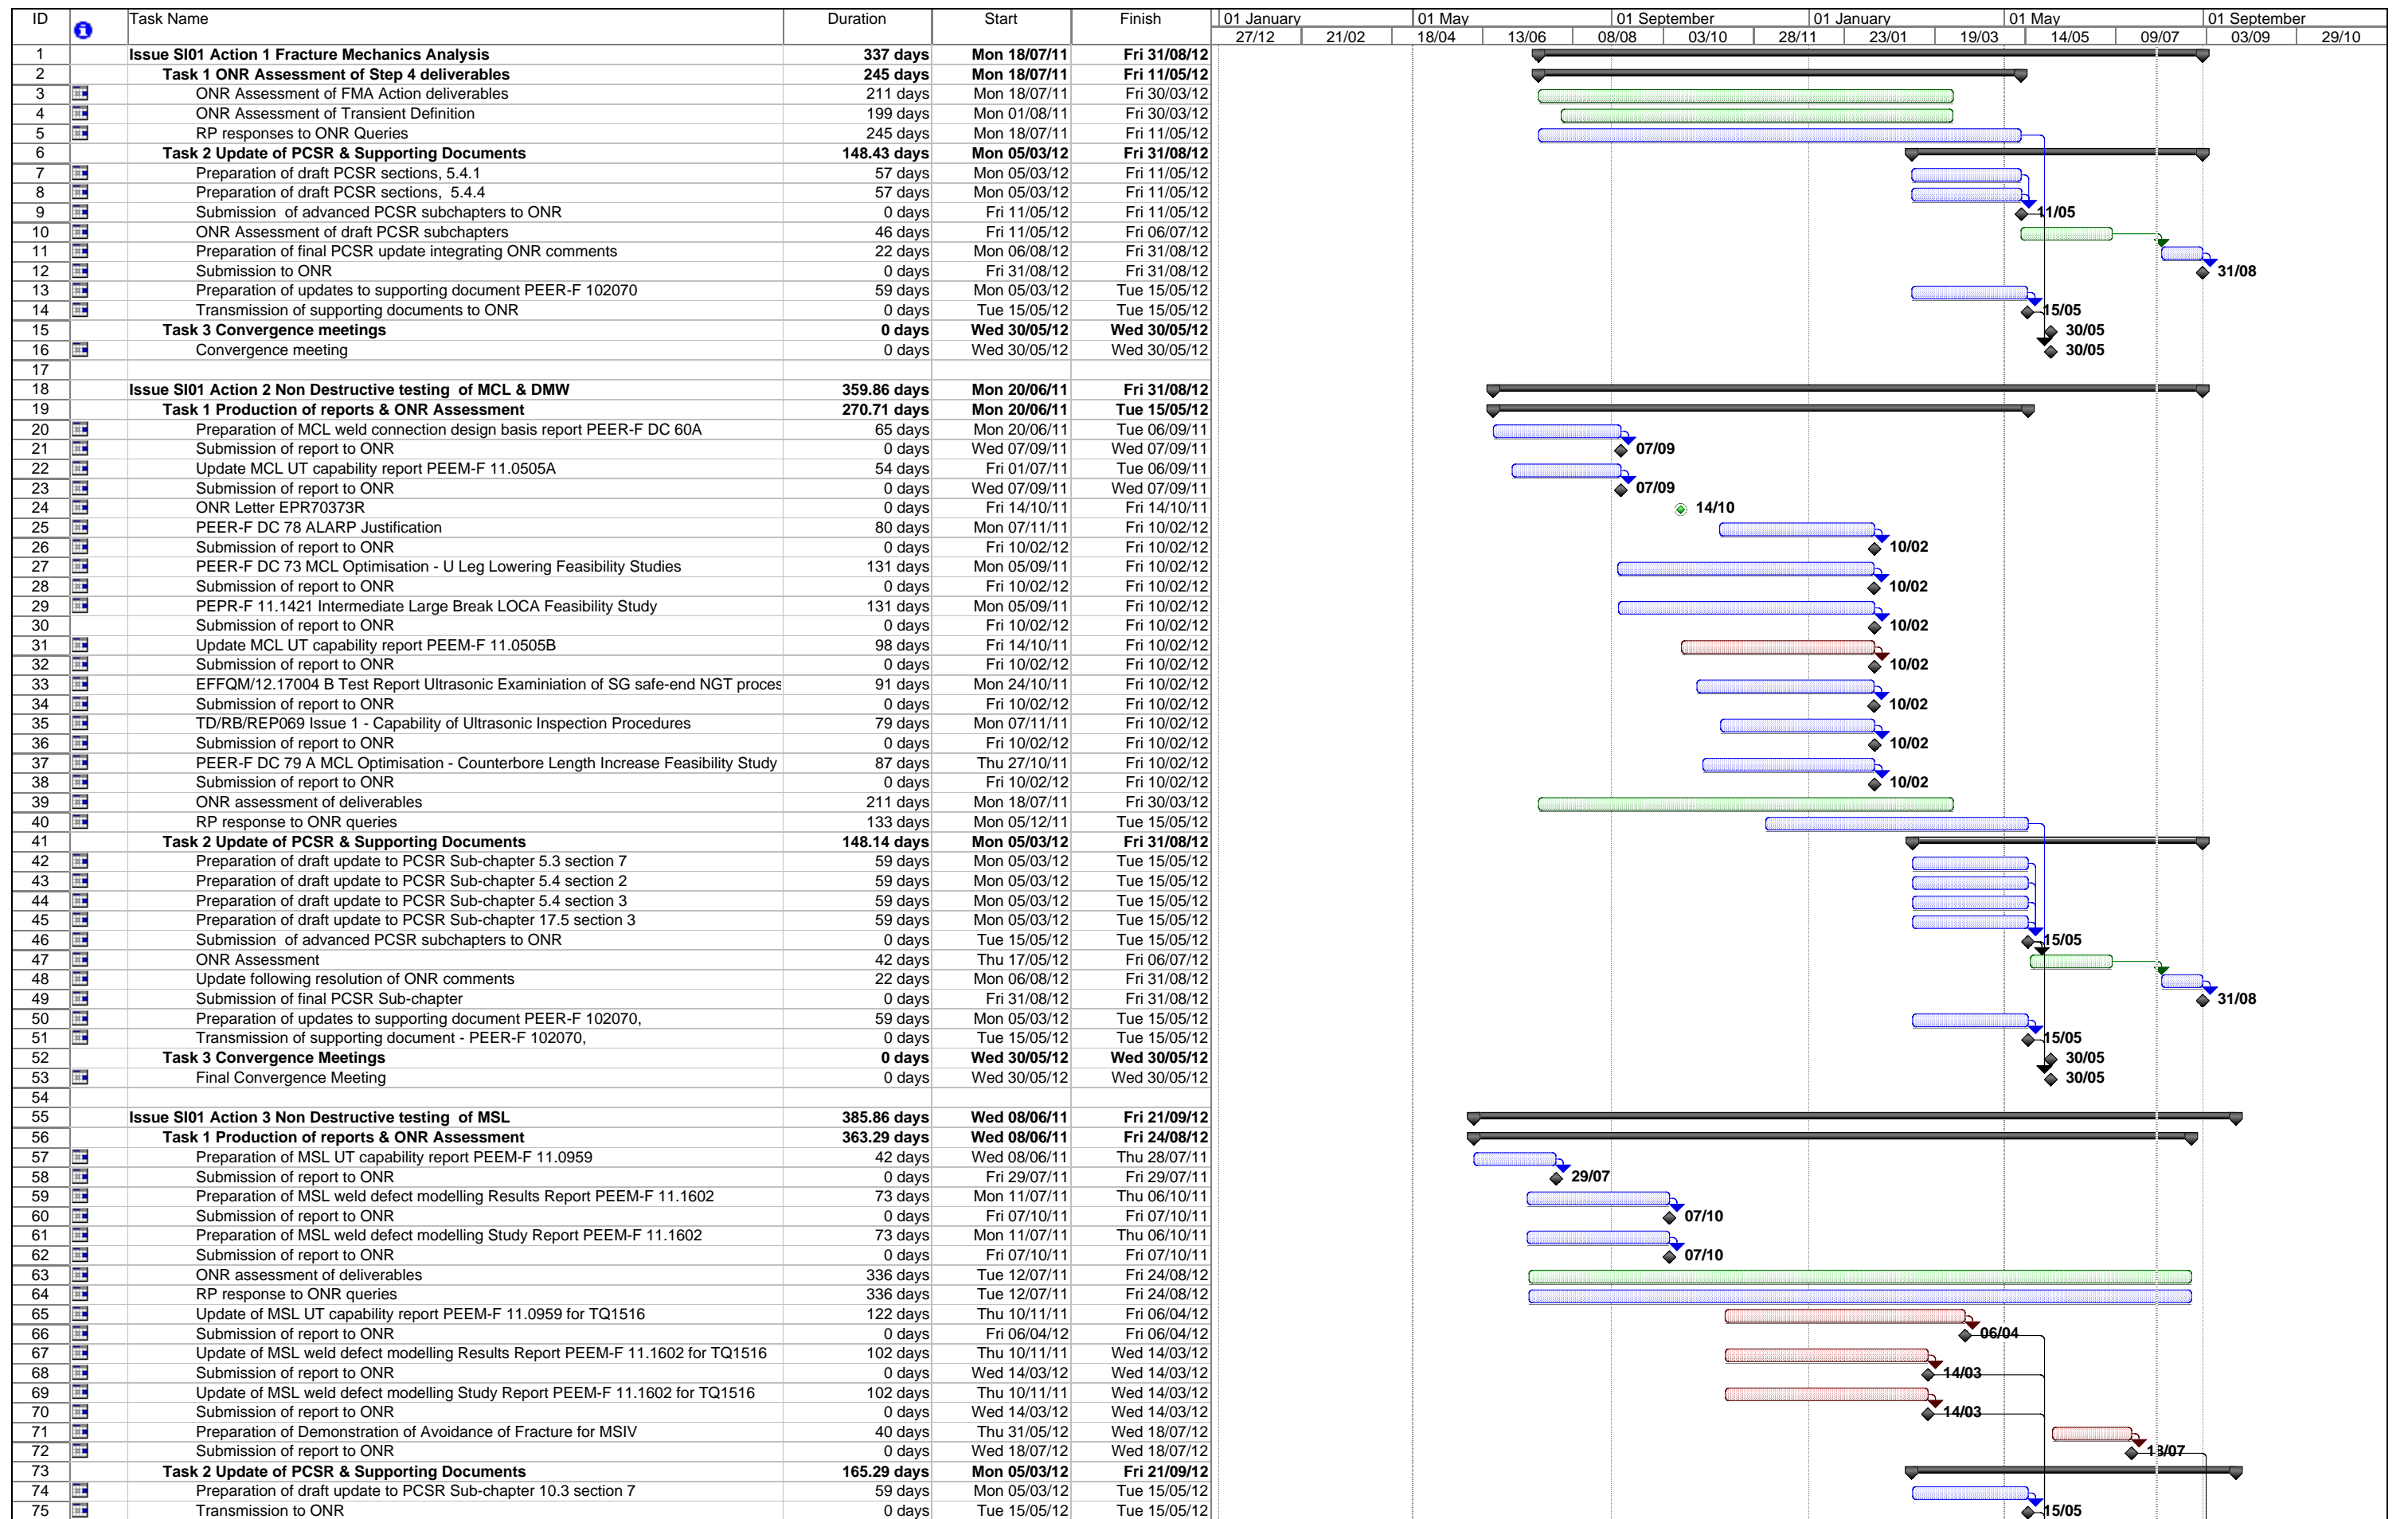 ID Task Name Duration Start Finish 01 January 01 May 01 September 01 January 01 May 01 September
27/12 21/02 18/04 13/06 08/08 03/10 28/11 23/01 19/03 14/05 09/07 03/09 29/10
1 Issue SI01 Action 1 Fracture Mechanics Analysis 337 days Mon 18/07/11 Fri 31/08/12
2 Task 1 ONR Assessment of Step 4 deliverables 245 days Mon 18/07/11 Fri 11/05/12
3 ONR Assessment of FMA Action deliverables 211 days Mon 18/07/11 Fri 30/03/12
4 ONR Assessment of Transient Definition 199 days Mon 01/08/11 Fri 30/03/12
5 RP responses to ONR Queries 245 days Mon 18/07/11 Fri 11/05/12
6 Task 2 Update of PCSR & Supporting Documents 148.43 days Mon 05/03/12 Fri 31/08/12
7 Preparation of draft PCSR sections, 5.4.1 57 days Mon 05/03/12 Fri 11/05/12
8 Preparation of draft PCSR sections, 5.4.4 57 days Mon 05/03/12 Fri 11/05/12
9 Submission of advanced PCSR subchapters to ONR 0 days Fri 11/05/12 Fri 11/05/12 11/05
10 ONR Assessment of draft PCSR subchapters 46 days Fri 11/05/12 Fri 06/07/12
11 Preparation of final PCSR update integrating ONR comments 22 days Mon 06/08/12 Fri 31/08/12
12 Submission to ONR 0 days Fri 31/08/12 Fri 31/08/12 31/08
13 Preparation of updates to supporting document PEER-F 102070 59 days Mon 05/03/12 Tue 15/05/12
14 Transmission of supporting documents to ONR 0 days Tue 15/05/12 Tue 15/05/12 15/05
15 Task 3 Convergence meetings 0 days Wed 30/05/12 Wed 30/05/12 30/05
16 Convergence meeting 0 days Wed 30/05/12 Wed 30/05/12 30/05
17
18 Issue SI01 Action 2 Non Destructive testing of MCL & DMW 359.86 days Mon 20/06/11 Fri 31/08/12
19 Task 1 Production of reports & ONR Assessment 270.71 days Mon 20/06/11 Tue 15/05/12
20 Preparation of MCL weld connection design basis report PEER-F DC 60A 65 days Mon 20/06/11 Tue 06/09/11
21 Submission of report to ONR 0 days Wed 07/09/11 Wed 07/09/11 07/09
22 Update MCL UT capability report PEEM-F 11.0505A 54 days Fri 01/07/11 Tue 06/09/11
23 Submission of report to ONR 0 days Wed 07/09/11 Wed 07/09/11 07/09
24 ONR Letter EPR70373R 0 days Fri 14/10/11 Fri 14/10/11 14/10
25 PEER-F DC 78 ALARP Justification 80 days Mon 07/11/11 Fri 10/02/12
26 Submission of report to ONR 0 days Fri 10/02/12 Fri 10/02/12 10/02
27 PEER-F DC 73 MCL Optimisation - U Leg Lowering Feasibility Studies 131 days Mon 05/09/11 Fri 10/02/12
28 Submission of report to ONR 0 days Fri 10/02/12 Fri 10/02/12 10/02
29 PEPR-F 11.1421 Intermediate Large Break LOCA Feasibility Study 131 days Mon 05/09/11 Fri 10/02/12
30 Submission of report to ONR 0 days Fri 10/02/12 Fri 10/02/12 10/02
31 Update MCL UT capability report PEEM-F 11.0505B 98 days Fri 14/10/11 Fri 10/02/12
32 Submission of report to ONR 0 days Fri 10/02/12 Fri 10/02/12 10/02
33 EFFQM/12.17004 B Test Report Ultrasonic Examiniation of SG safe-end NGT proces 91 days Mon 24/10/11 Fri 10/02/12
34 Submission of report to ONR 0 days Fri 10/02/12 Fri 10/02/12 10/02
35 TD/RB/REP069 Issue 1 - Capability of Ultrasonic Inspection Procedures 79 days Mon 07/11/11 Fri 10/02/12
36 Submission of report to ONR 0 days Fri 10/02/12 Fri 10/02/12 10/02
37 PEER-F DC 79 A MCL Optimisation - Counterbore Length Increase Feasibility Study 87 days Thu 27/10/11 Fri 10/02/12
38 Submission of report to ONR 0 days Fri 10/02/12 Fri 10/02/12 10/02
39 ONR assessment of deliverables 211 days Mon 18/07/11 Fri 30/03/12
40 RP response to ONR queries 133 days Mon 05/12/11 Tue 15/05/12
41 Task 2 Update of PCSR & Supporting Documents 148.14 days Mon 05/03/12 Fri 31/08/12
42 Preparation of draft update to PCSR Sub-chapter 5.3 section 7 59 days Mon 05/03/12 Tue 15/05/12
43 Preparation of draft update to PCSR Sub-chapter 5.4 section 2 59 days Mon 05/03/12 Tue 15/05/12
44 Preparation of draft update to PCSR Sub-chapter 5.4 section 3 59 days Mon 05/03/12 Tue 15/05/12
45 Preparation of draft update to PCSR Sub-chapter 17.5 section 3 59 days Mon 05/03/12 Tue 15/05/12
46 Submission of advanced PCSR subchapters to ONR 0 days Tue 15/05/12 Tue 15/05/12 15/05
47 ONR Assessment 42 days Thu 17/05/12 Fri 06/07/12
48 Update following resolution of ONR comments 22 days Mon 06/08/12 Fri 31/08/12
49 Submission of final PCSR Sub-chapter 0 days Fri 31/08/12 Fri 31/08/12 31/08
50 Preparation of updates to supporting document PEER-F 102070, 59 days Mon 05/03/12 Tue 15/05/12
51 Transmission of supporting document - PEER-F 102070, 0 days Tue 15/05/12 Tue 15/05/12 15/05
52 Task 3 Convergence Meetings 0 days Wed 30/05/12 Wed 30/05/12 30/05
53 Final Convergence Meeting 0 days Wed 30/05/12 Wed 30/05/12 30/05
54
55 Issue SI01 Action 3 Non Destructive testing of MSL 385.86 days Wed 08/06/11 Fri 21/09/12
56 Task 1 Production of reports & ONR Assessment 363.29 days Wed 08/06/11 Fri 24/08/12
57 Preparation of MSL UT capability report PEEM-F 11.0959 42 days Wed 08/06/11 Thu 28/07/11
58 Submission of report to ONR 0 days Fri 29/07/11 Fri 29/07/11 29/07
59 Preparation of MSL weld defect modelling Results Report PEEM-F 11.1602 73 days Mon 11/07/11 Thu 06/10/11
60 Submission of report to ONR 0 days Fri 07/10/11 Fri 07/10/11 07/10
61 Preparation of MSL weld defect modelling Study Report PEEM-F 11.1602 73 days Mon 11/07/11 Thu 06/10/11
62 Submission of report to ONR 0 days Fri 07/10/11 Fri 07/10/11 07/10
63 ONR assessment of deliverables 336 days Tue 12/07/11 Fri 24/08/12
64 RP response to ONR queries 336 days Tue 12/07/11 Fri 24/08/12
65 Update of MSL UT capability report PEEM-F 11.0959 for TQ1516 122 days Thu 10/11/11 Fri 06/04/12
66 Submission of report to ONR 0 days Fri 06/04/12 Fri 06/04/12 06/04
67 Update of MSL weld defect modelling Results Report PEEM-F 11.1602 for TQ1516 102 days Thu 10/11/11 Wed 14/03/12
68 Submission of report to ONR 0 days Wed 14/03/12 Wed 14/03/12 14/03
69 Update of MSL weld defect modelling Study Report PEEM-F 11.1602 for TQ1516 102 days Thu 10/11/11 Wed 14/03/12
70 Submission of report to ONR 0 days Wed 14/03/12 Wed 14/03/12 14/03
71 Preparation of Demonstration of Avoidance of Fracture for MSIV 40 days Thu 31/05/12 Wed 18/07/12
72 Submission of report to ONR 0 days Wed 18/07/12 Wed 18/07/12 18/07
73 Task 2 Update of PCSR & Supporting Documents 165.29 days Mon 05/03/12 Fri 21/09/12
74 Preparation of draft update to PCSR Sub-chapter 10.3 section 7 59 days Mon 05/03/12 Tue 15/05/12
75 Transmission to ONR 0 days Tue 15/05/12 Tue 15/05/12 15/05